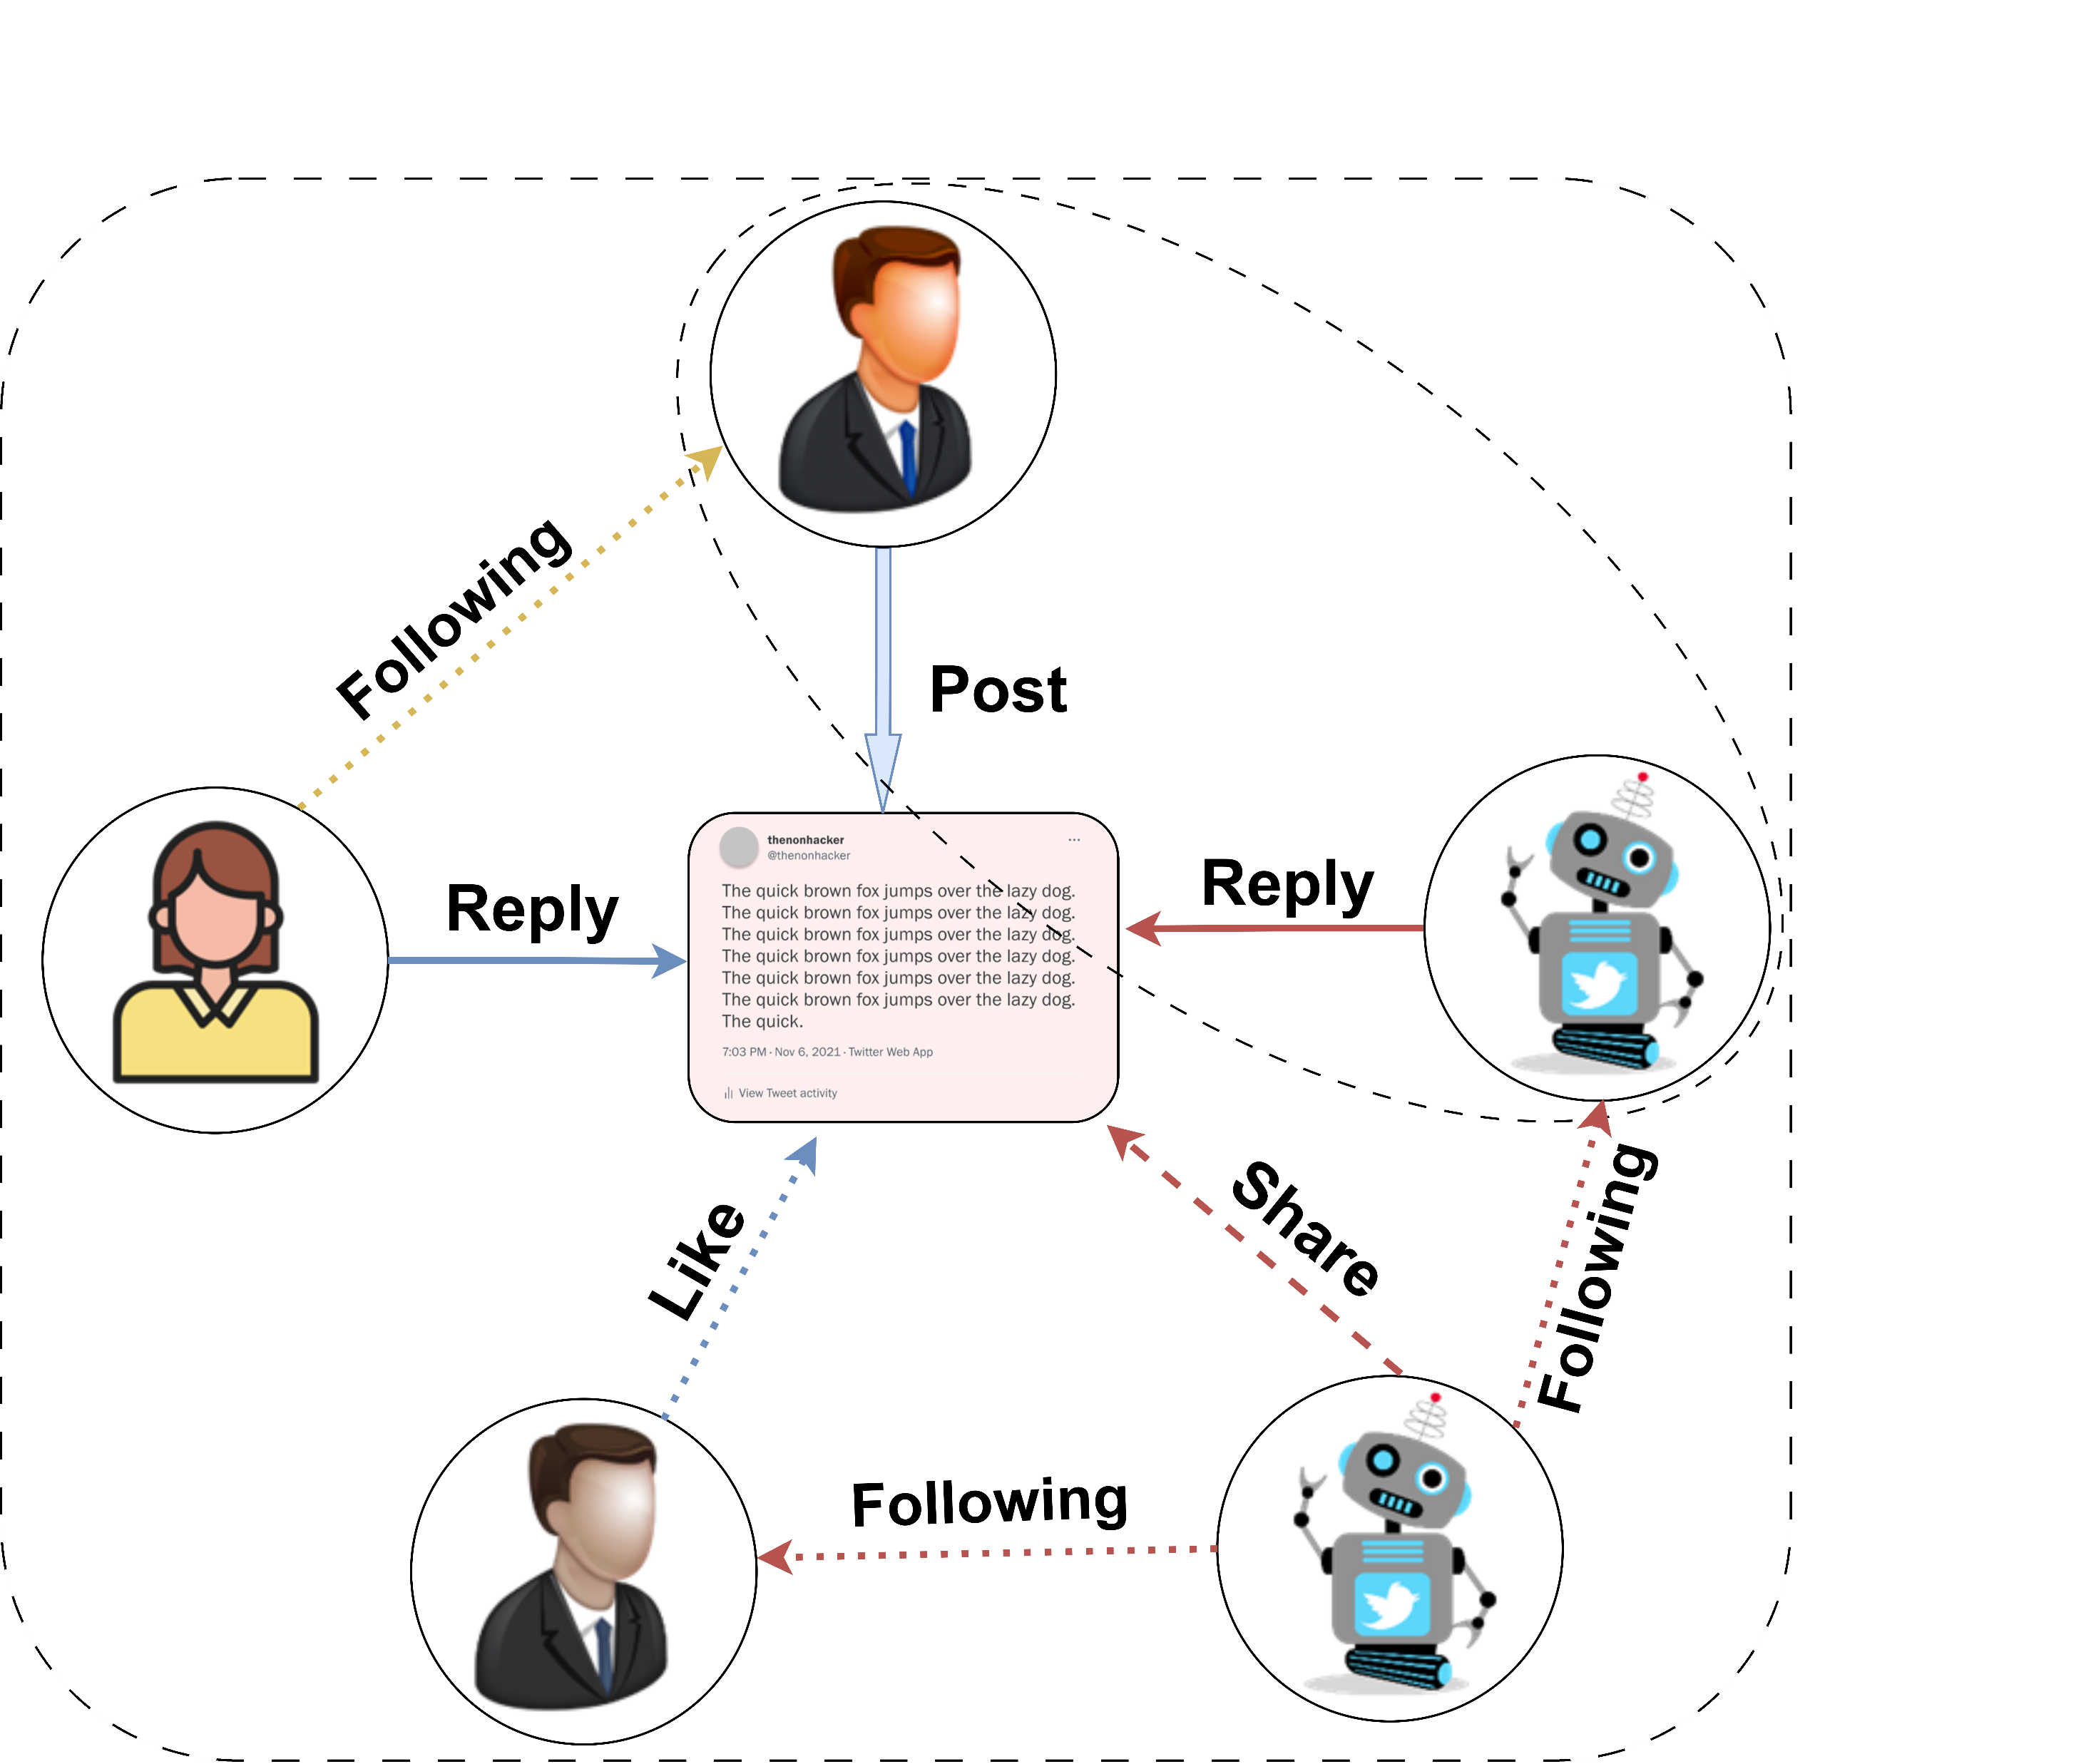 Following
Post
Reply
thenonhacker
@thenonhacker
...
The quick brown fox jumps over the lazy dog.
The quick brown fox jumps over the lazy dog.
The quick brown fox jumps over the lazy dog.
The quick brown fox jumps over the lazy dog.
The quick brown fox jumps over the lazy dog.
The quick brown fox jumps over the lazy dog.
The quick.
7:03 PM · Nov 6, 2021 · Twitter Web App
View Tweet activity
Reply
Like
Share
Following
Following